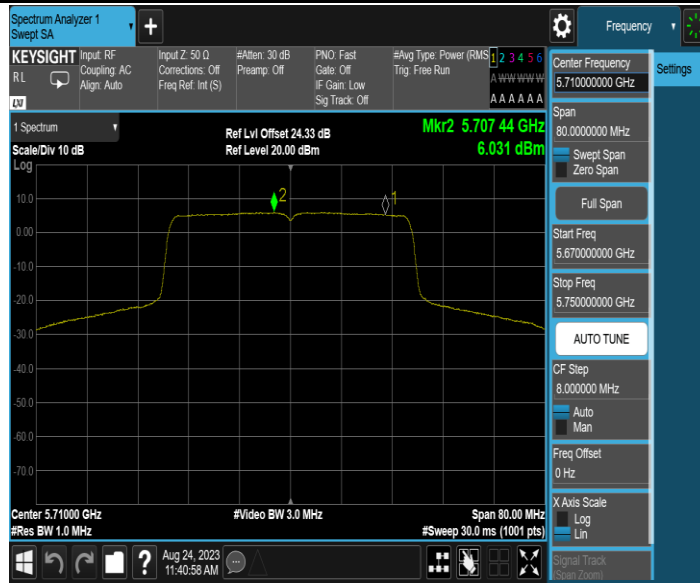 Spectrum Analyzer 1
Swept SA
+
Frequency
KEYSIGHT
RL
LXI
Input: RF
Coupling: AC
Align: Auto
Input Z: 50 Ω
Corrections: Off
Freq Ref: Int (S)
#Atten: 30 dB
Preamp: Off
PNO: Fast
Gate: Off
IF Gain: Low
Sig Track: Off
#Avg Type: Power (RMS
Trig: Free Run
1 2 3 4 5 6
A W W W W W
A A A A A A
1 Spectrum
Scale/Div 10 dB
Log
Ref Lvl Offset 24.33 dB
Ref Level 20.00 dBm
Mkr2 5.707 44 GHz
6.031 dBm
2
1
10.0
0.00
-10.0
-20.0
-30.0
-40.0
-50.0
-60.0
-70.0
Center 5.71000 GHz
#Res BW 1.0 MHz
#Video BW 3.0 MHz
Span 80.00 MHz
#Sweep 30.0 ms (1001 pts)
?
Aug 24, 2023
11:40:58 AM
Center Frequency
5.710000000 GHz
Settings
Span
80.0000000 MHz
Swept Span
Zero Span
Full Span
Start Freq
5.670000000 GHz
Stop Freq
5.750000000 GHz
AUTO TUNE
CF Step
8.000000 MHz
Auto
Man
Freq Offset
0 Hz
X Axis Scale
Log
Lin
Signal Track
(Span Zoom)